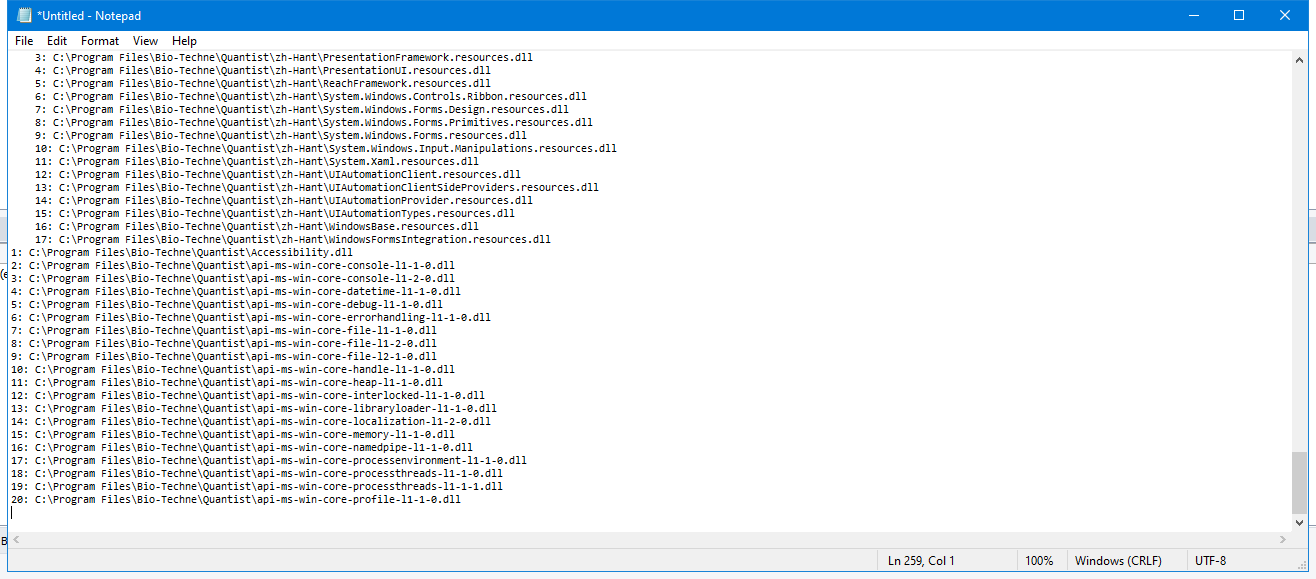 *Untitled - Notepad
File Edit Format View Help
3: C:\Program Files\Bio-Techne\Quantist\zh-Hant\PresentationFramework.resources.dll
4: C:\Program Files\Bio-Techne\Quantist\zh-Hant\PresentationUI.resources.dll
5: C:\Program Files\Bio-Techne\Quantist\zh-Hant\ReachFramework.resources.dll
6: C:\Program Files\Bio-Techne\Quantist\zh-Hant\System.Windows.Controls.Ribbon.resources.dll
7: C:\Program Files\Bio-Techne\Quantist\zh-Hant\System.Windows.Forms.Design.resources.dll
8: C:\Program Files\Bio-Techne\Quantist\zh-Hant\System.Windows.Forms.Primitives.resources.dll
9: C:\Program Files\Bio-Techne\Quantist\zh-Hant\System.Windows.Forms.resources.dll
10: C:\Program Files\Bio-Techne\Quantist\zh-Hant\System.Windows.Input.Manipulations.resources.dll
11: C:\Program Files\Bio-Techne\Quantist\zh-Hant\System.Xaml.resources.dll
12: C:\Program Files\Bio-Techne\Quantist\zh-Hant\UIAutomationClient.resources.dll
13: C:\Program Files\Bio-Techne\Quantist\zh-Hant\UIAutomationClientSideProviders.resources.dll
14: C:\Program Files\Bio-Techne\Quantist\zh-Hant\UIAutomationProvider.resources.dll
15: C:\Program Files\Bio-Techne\Quantist\zh-Hant\UIAutomationTypes.resources.dll
16: C:\Program Files\Bio-Techne\Quantist\zh-Hant\WindowsBase.resources.dll
17: C:\Program Files\Bio-Techne\Quantist\zh-Hant\WindowsFormsIntegration.resources.dll
1: C:\Program Files\Bio-Techne\Quantist\Accessibility.dll
2: C:\Program Files\Bio-Techne\Quantist\api-ms-win-core-console-l1-1-0.dll
3: C:\Program Files\Bio-Techne\Quantist\api-ms-win-core-console-l1-2-0.dll
4: C:\Program Files\Bio-Techne\Quantist\api-ms-win-core-datetime-l1-1-0.dll
5: C:\Program Files\Bio-Techne\Quantist\api-ms-win-core-debug-l1-1-0.dll
6: C:\Program Files\Bio-Techne\Quantist\api-ms-win-core-errorhandling-l1-1-0.dll
7: C:\Program Files\Bio-Techne\Quantist\api-ms-win-core-file-l1-1-0.dll
8: C:\Program Files\Bio-Techne\Quantist\api-ms-win-core-file-l1-2-0.dll
9: C:\Program Files\Bio-Techne\Quantist\api-ms-win-core-file-l2-1-0.dll
10: C:\Program Files\Bio-Techne\Quantist\api-ms-win-core-handle-l1-1-0.dll
11: C:\Program Files\Bio-Techne\Quantist\api-ms-win-core-heap-l1-1-0.dll
12: C:\Program Files\Bio-Techne\Quantist\api-ms-win-core-interlocked-l1-1-0.dll
13: C:\Program Files\Bio-Techne\Quantist\api-ms-win-core-libraryloader-l1-1-0.dll
14: C:\Program Files\Bio-Techne\Quantist\api-ms-win-core-localization-l1-2-0.dll
15: C:\Program Files\Bio-Techne\Quantist\api-ms-win-core-memory-l1-1-0.dll
16: C:\Program Files\Bio-Techne\Quantist\api-ms-win-core-namedpipe-l1-1-0.dll
17: C:\Program Files\Bio-Techne\Quantist\api-ms-win-core-processenvironment-l1-1-0.dll
18: C:\Program Files\Bio-Techne\Quantist\api-ms-win-core-processthreads-l1-1-0.dll
19: C:\Program Files\Bio-Techne\Quantist\api-ms-win-core-processthreads-l1-1-1.dll
20: C:\Program Files\Bio-Techne\Quantist\api-ms-win-core-profile-l1-1-0.dll
Ln 259, Col 1 100% Windows (CRLF) UTF-8